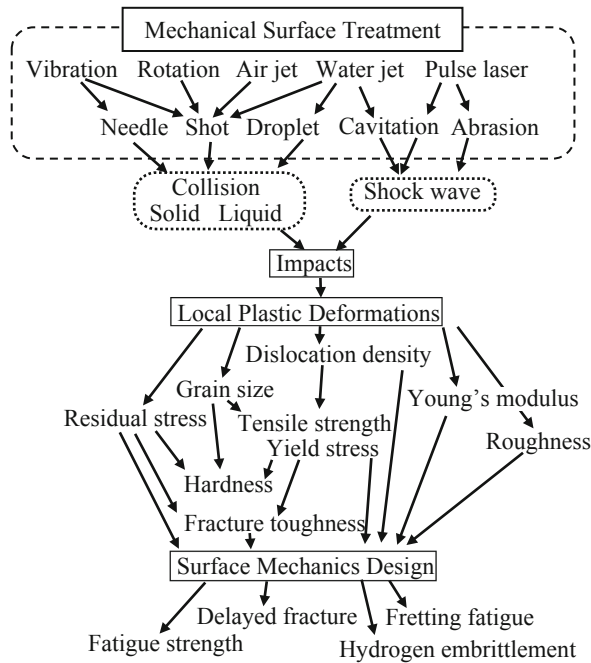 Mechanical Surface Treatment
Vibration Rotation Air jet Water jet Pulse laser
Needle Shot Droplet Cavitation Abrasion
Collision
Solid Liquid
Shock wave
Impacts
Local Plastic Deformations
Dislocation density
Grain size
Young's modulus
Residual stress
Tensile strength
Yield stress
Roughness
Hardness
Fracture toughness
Surface Mechanics Design
Delayed fracture
Fretting fatigue
Fatigue strength
Hydrogen embrittlement